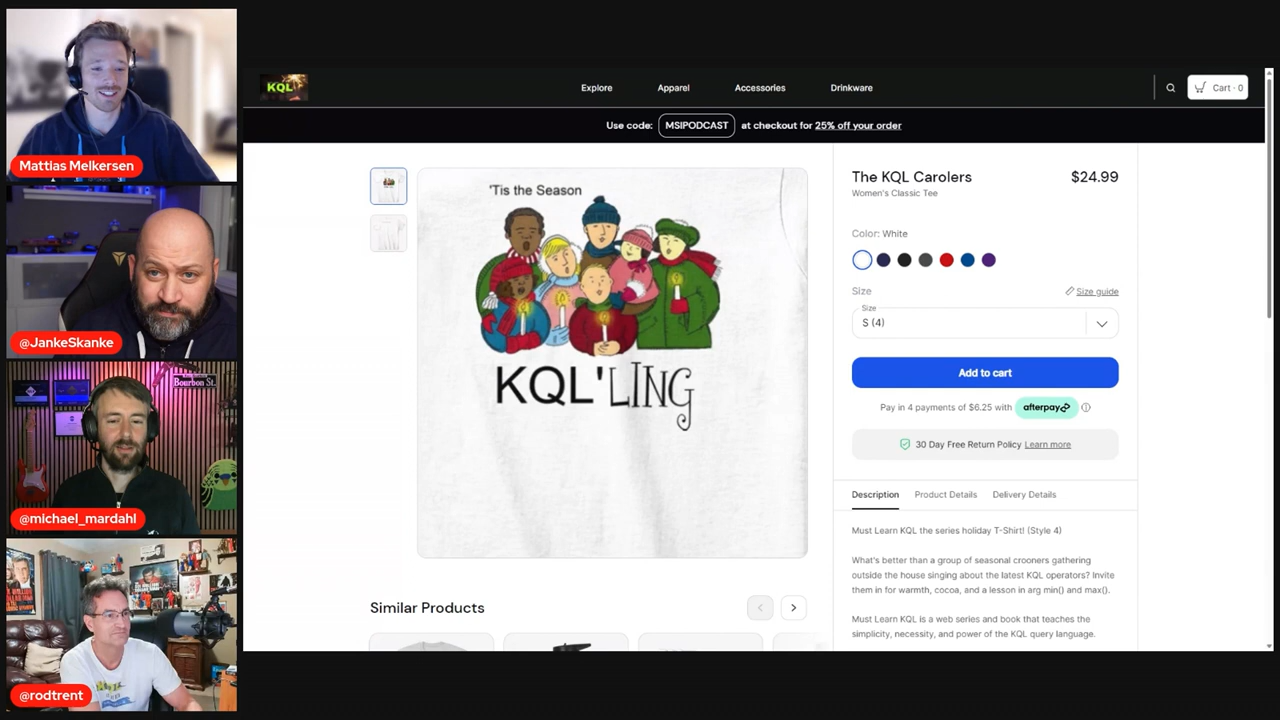 Mattias Melkersen
@JankeSkanke
Bourbon St.
@michael_mardahl
@rodtrent
KQL
Explore
Apparel
Accessories
Drinkware
Cart · 0
Use code: MSIPODCAST at checkout for 25% off your order
'Tis the Season
KQL'LING
The KQL Carolers
$24.99
Women's Classic Tee
Color: White
Size
Size guide
Size
S (4)
Add to cart
Pay in 4 payments of $6.25 with afterpay
30 Day Free Return Policy Learn more
Description
Product Details
Delivery Details
Must Learn KQL the series holiday T-Shirt! (Style 4)
What's better than a group of seasonal crooners gathering
outside the house singing about the latest KQL operators? Invite
them in for warmth, cocoa, and a lesson in arg min() and max().
Must Learn KQL is a web series and book that teaches the
simplicity, necessity, and power of the KQL query language.
Similar Products